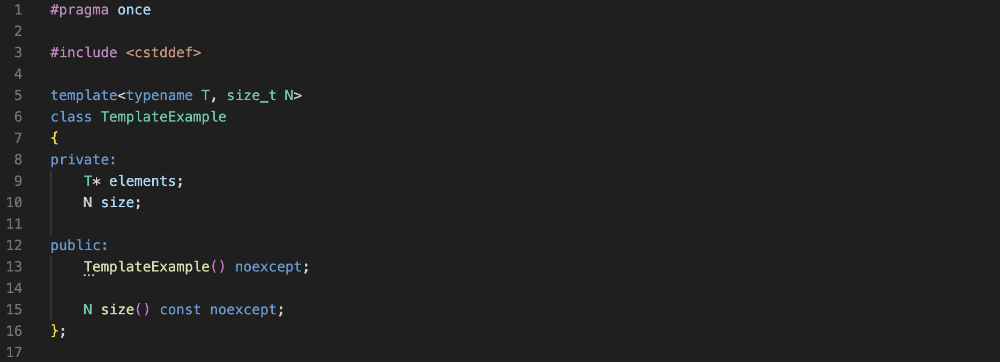 1 #pragma once
2
3 #include <cstddef>
4
5 template<typename T, size_t N>
6 class TemplateExample
7 {
8 private:
9     T* elements;
10     N size;
11
12 public:
13     TemplateExample() noexcept;
14
15     N size() const noexcept;
16 };
17